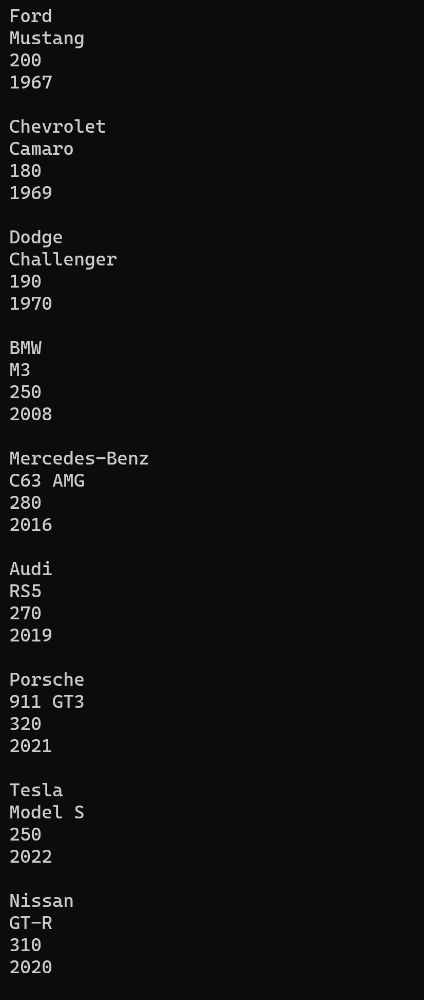 Ford
Mustang
200
1967

Chevrolet
Camaro
180
1969

Dodge
Challenger
190
1970

BMW
M3
250
2008

Mercedes-Benz
C63 AMG
280
2016

Audi
RS5
270
2019

Porsche
911 GT3
320
2021

Tesla
Model S
250
2022

Nissan
GT-R
310
2020